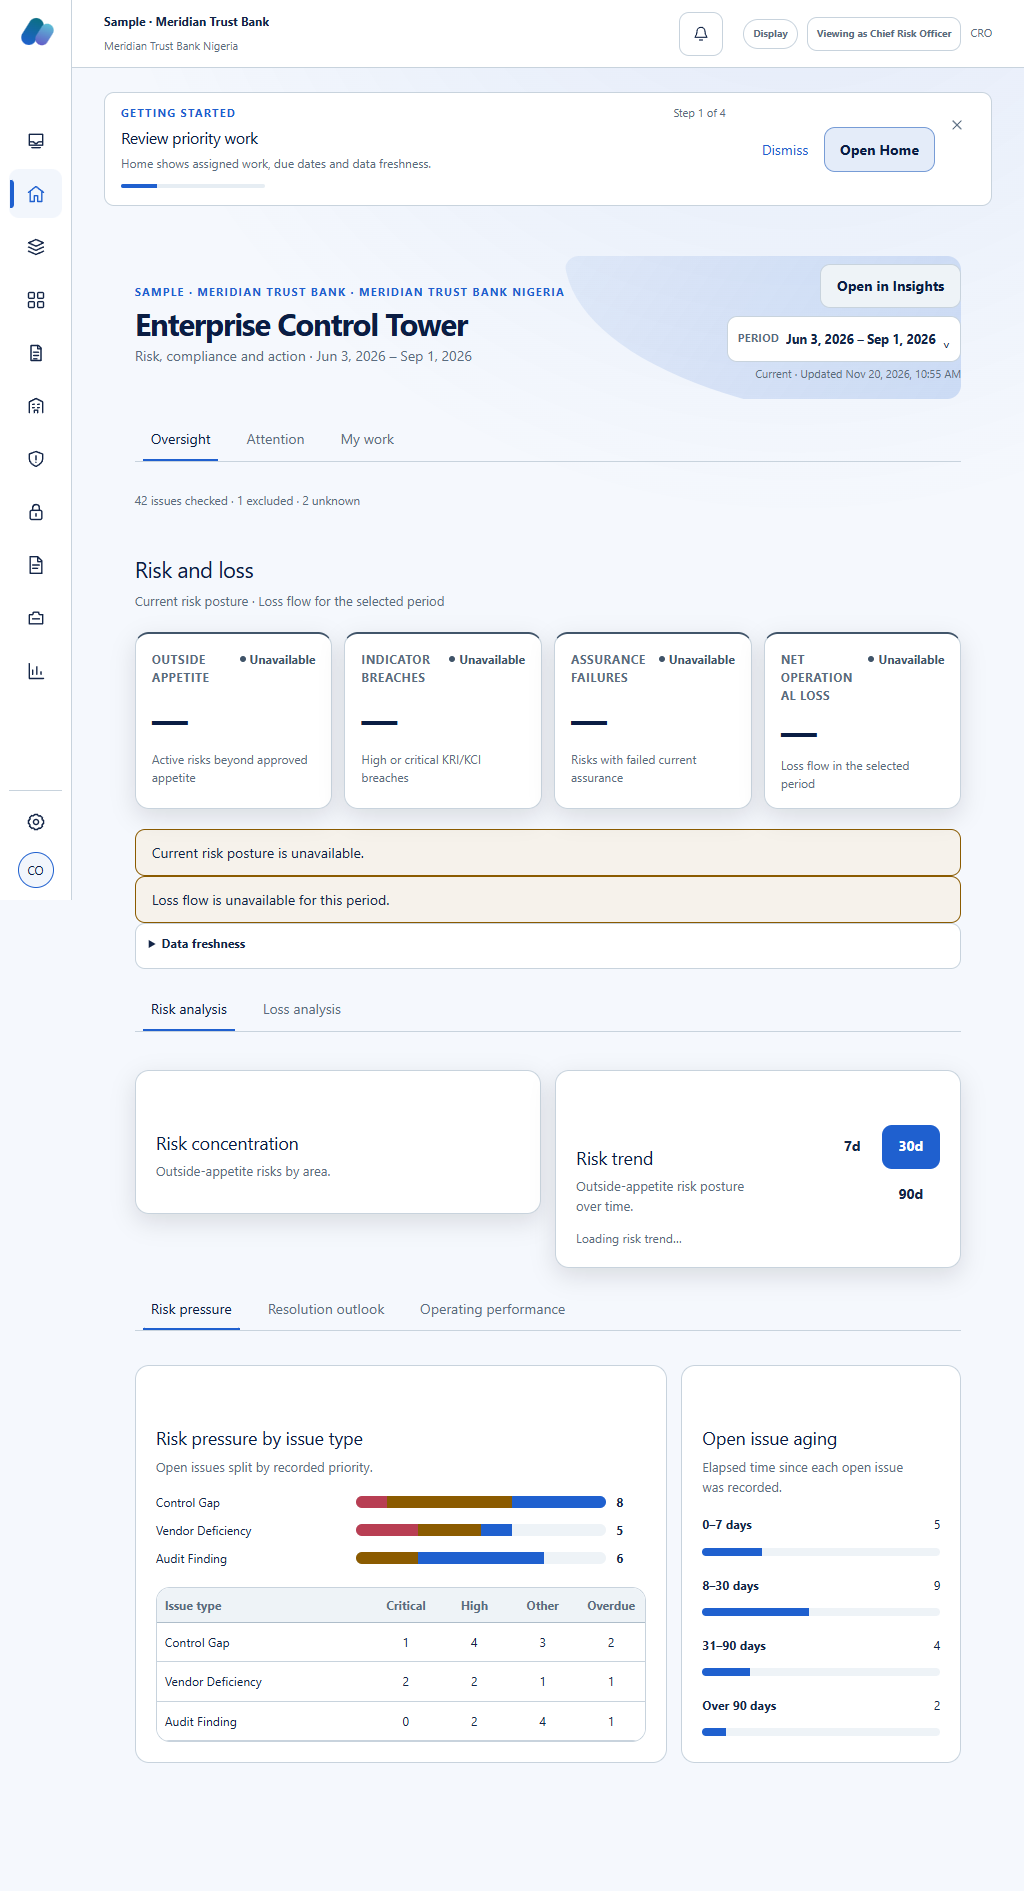 Sample · Meridian Trust Bank
Meridian Trust Bank Nigeria
Display
Viewing as Chief Risk Officer
CRO
GETTING STARTED
Step 1 of 4
Review priority work
Home shows assigned work, due dates and data freshness.
Dismiss
Open Home
SAMPLE · MERIDIAN TRUST BANK · MERIDIAN TRUST BANK NIGERIA
Enterprise Control Tower
Risk, compliance and action · Jun 3, 2026 – Sep 1, 2026
Open in Insights
PERIOD Jun 3, 2026 – Sep 1, 2026
Current · Updated Nov 20, 2026, 10:55 AM
Oversight
Attention
My work
42 issues checked · 1 excluded · 2 unknown
Risk and loss
Current risk posture · Loss flow for the selected period
OUTSIDE
APPETITE
Unavailable
—
Active risks beyond approved
appetite
INDICATOR
BREACHES
Unavailable
—
High or critical KRI/KCI
breaches
ASSURANCE
FAILURES
Unavailable
—
Risks with failed current
assurance
NET
OPERATION
AL LOSS
Unavailable
—
Loss flow in the selected
period
CO
Current risk posture is unavailable.
Loss flow is unavailable for this period.
Data freshness
Risk analysis
Loss analysis
Risk concentration
Outside-appetite risks by area.
Risk trend
Outside-appetite risk posture
over time.
7d
30d
90d
Loading risk trend...
Risk pressure
Resolution outlook
Operating performance
Risk pressure by issue type
Open issues split by recorded priority.
Control Gap 8
Vendor Deficiency 5
Audit Finding 6
Issue type Critical High Other Overdue
Control Gap 1 4 3 2
Vendor Deficiency 2 2 1 1
Audit Finding 0 2 4 1
Open issue aging
Elapsed time since each open issue
was recorded.
0–7 days 5
8–30 days 9
31–90 days 4
Over 90 days 2